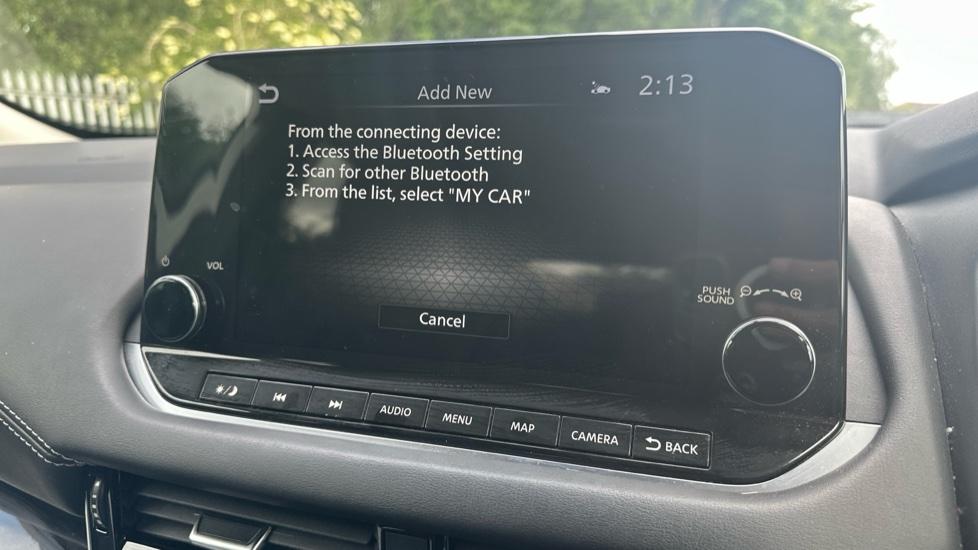 Add New
2:13
From the connecting device:
1. Access the Bluetooth Setting
2. Scan for other Bluetooth
3. From the list, select "MY CAR"
VOL
PUSH
SOUND
Cancel
AUDIO
MENU
MAP
CAMERA
BACK